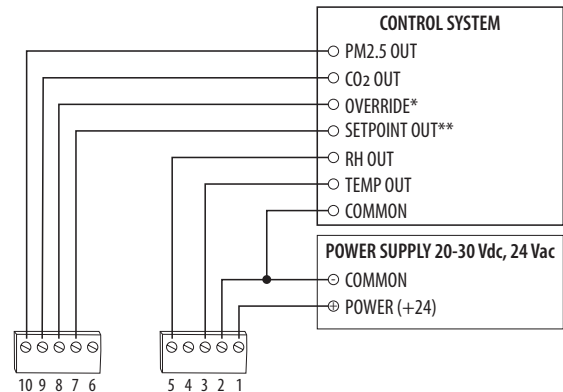 CONTROL SYSTEM
PM2.5 OUT
CO2 OUT
OVERRIDE*
SETPOINT OUT**
RH OUT
TEMP OUT
COMMON
POWER SUPPLY 20-30 Vdc, 24 Vac
COMMON
POWER (+24)
10 9 8 7 6 5 4 3 2 1